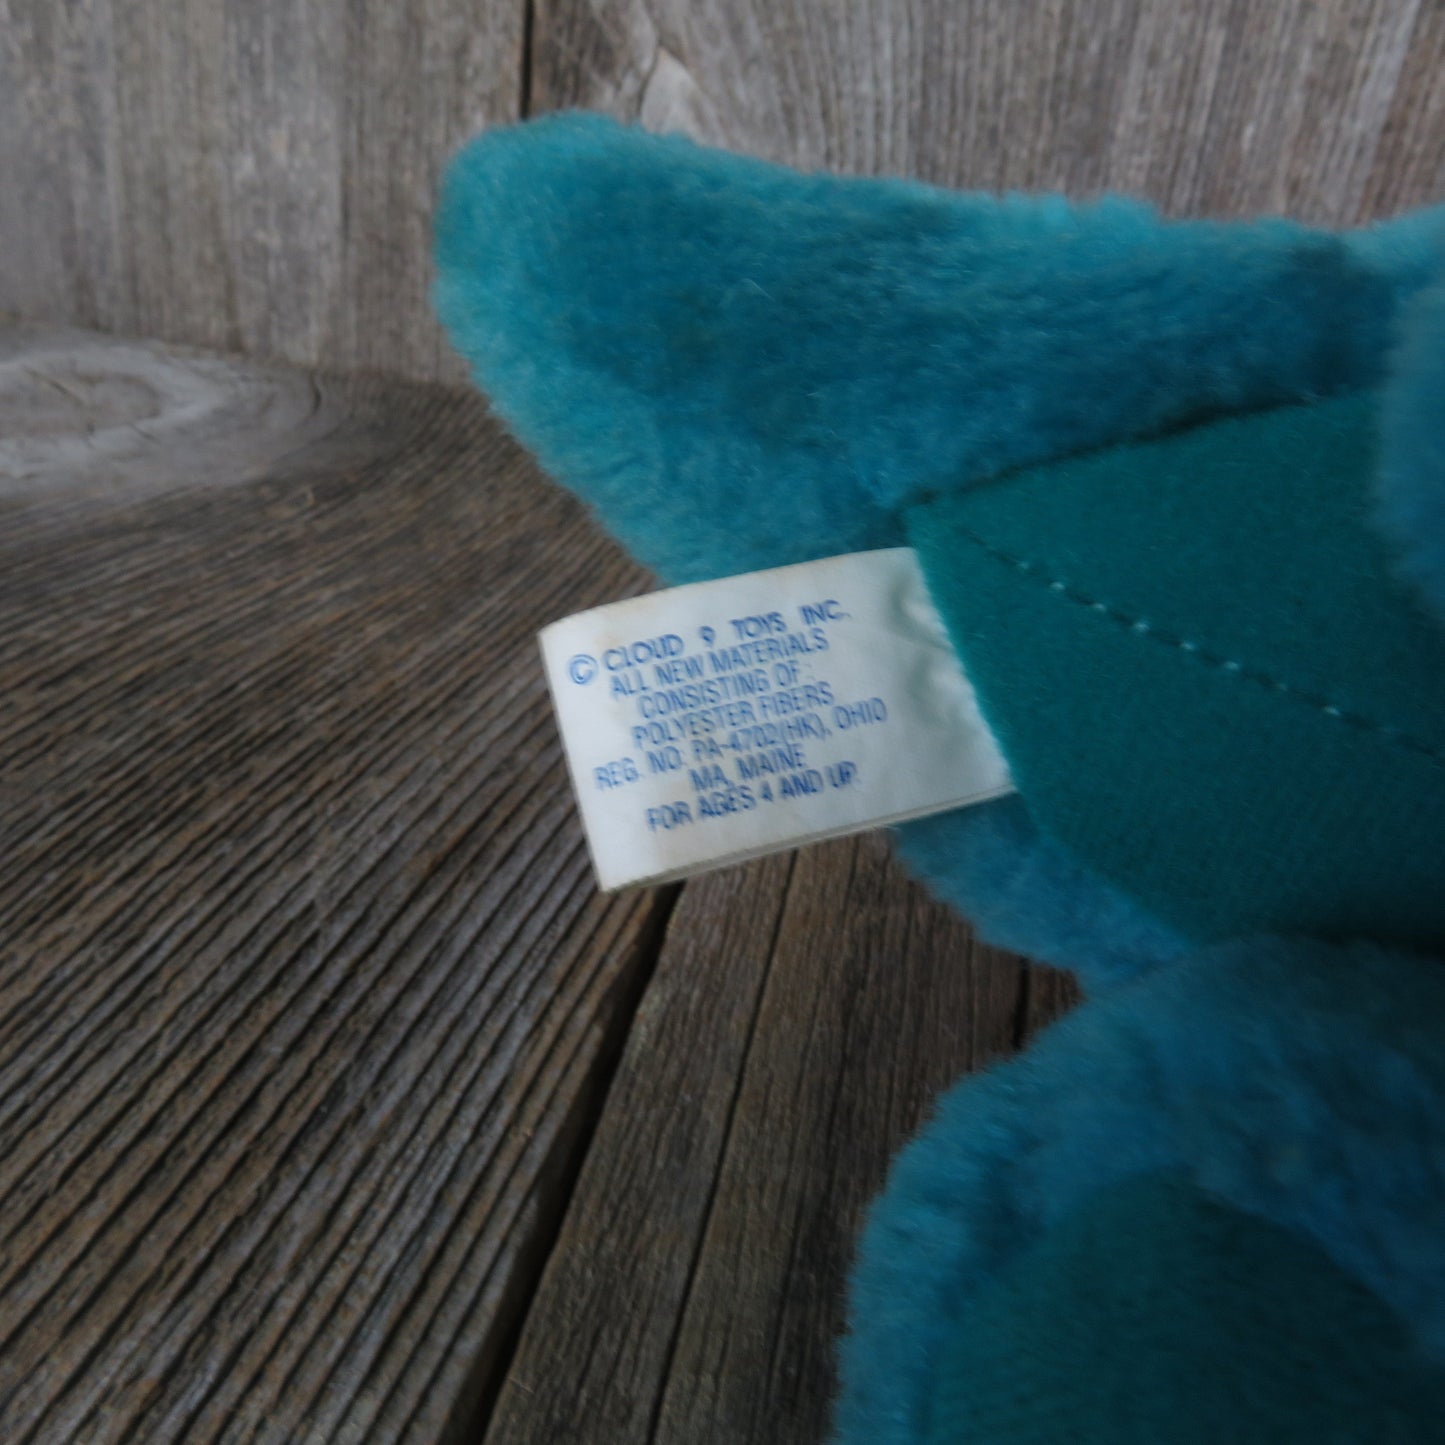 © CLOUD 9 TOYS INC.
ALL NEW MATERIALS
CONSISTING OF:
POLYESTER FIBERS
REG. NO. PA-4702(HK), OHIO
MA, MAINE
FOR AGES 4 AND UP.